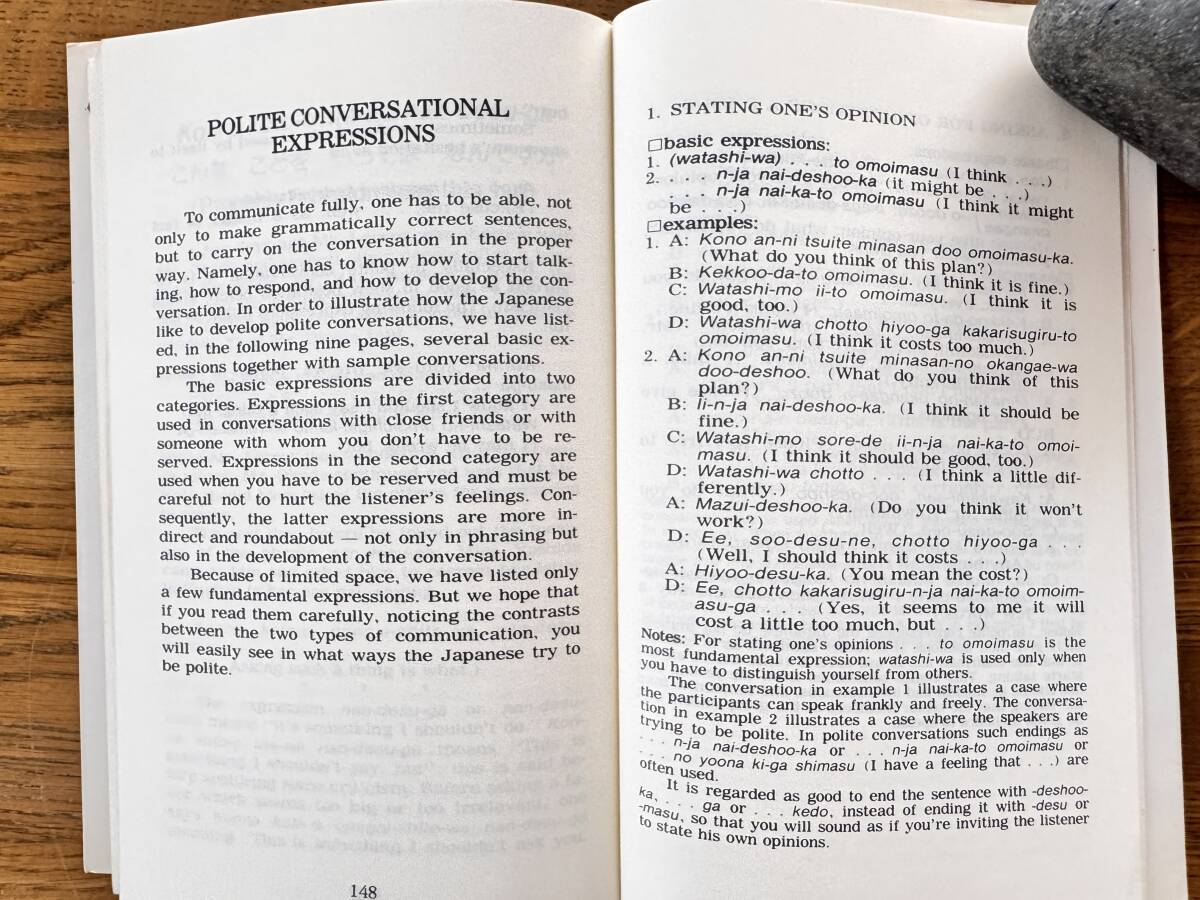 POLITE CONVERSATIONAL
EXPRESSIONS
To communicate fully, one has to be able, not
only to make grammatically correct sentences,
but to carry on the conversation in the proper
way. Namely, one has to know how to start talk-
ing, how to respond, and how to develop the con-
versation. In order to illustrate how the Japanese
like to develop polite conversations, we have list-
ed, in the following nine pages, several basic ex-
pressions together with sample conversations.
The basic expressions are divided into two
categories. Expressions in the first category are
used in conversations with close friends or with
someone with whom you don't have to be re-
served. Expressions in the second category are
used when you have to be reserved and must be
careful not to hurt the listener's feelings. Con-
sequently, the latter expressions are more in-
direct and roundabout — not only in phrasing but
also in the development of the conversation.
Because of limited space, we have listed only
a few fundamental expressions. But we hope that
if you read them carefully, noticing the contrasts
between the two types of communication, you
will easily see in what ways the Japanese try to
be polite.
148
1. STATING ONE'S OPINION
□basic expressions:
1. (watashi-wa) . . . to omoimasu (I think . . .)
2. . . . n-ja nai-deshoo-ka (it might be . . .)
. . . n-ja nai-ka-to omoimasu (I think it might
be . . .)
□examples:
1. A: Kono an-ni tsuite minasan doo omoimasu-ka.
(What do you think of this plan?)
B: Kekkoo-da-to omoimasu. (I think it is fine.)
C: Watashi-mo ii-to omoimasu. (I think it is
good, too.)
D: Watashi-wa chotto hiyoo-ga kakarisugiru-to
omoimasu. (I think it costs too much.)
2. A: Kono an-ni tsuite minasan-no okangae-wa
doo-deshoo. (What do you think of this
plan?)
B: Ii-n-ja nai-deshoo-ka. (I think it should be
fine.)
C: Watashi-mo sore-de ii-n-ja nai-ka-to omoi-
masu. (I think it should be good, too.)
D: Watashi-wa chotto . . . (I think a little dif-
ferently.)
A: Mazui-deshoo-ka. (Do you think it won't
work?)
D: Ee, soo-desu-ne, chotto hiyoo-ga . . .
(Well, I should think it costs . . .)
A: Hiyoo-desu-ka. (You mean the cost?)
D: Ee, chotto kakarisugiru-n-ja nai-ka-to omoim-
asu-ga . . . (Yes, it seems to me it will
cost a little too much, but . . .)
Notes: For stating one's opinions . . . to omoimasu is the
most fundamental expression; watashi-wa is used only when
you have to distinguish yourself from others.
The conversation in example 1 illustrates a case where
the participants can speak frankly and freely. The conversa-
tion in example 2 illustrates a case where the speakers are
trying to be polite. In polite conversations such endings as
. . . n-ja nai-deshoo-ka or . . . n-ja nai-ka-to omoimasu or
. . . no yoona ki-ga shimasu (I have a feeling that . . .) are
often used.
It is regarded as good to end the sentence with -deshoo-
ka, . . . ga or . . . kedo, instead of ending it with -desu or
-masu, so that you will sound as if you're inviting the listener
to state his own opinions.